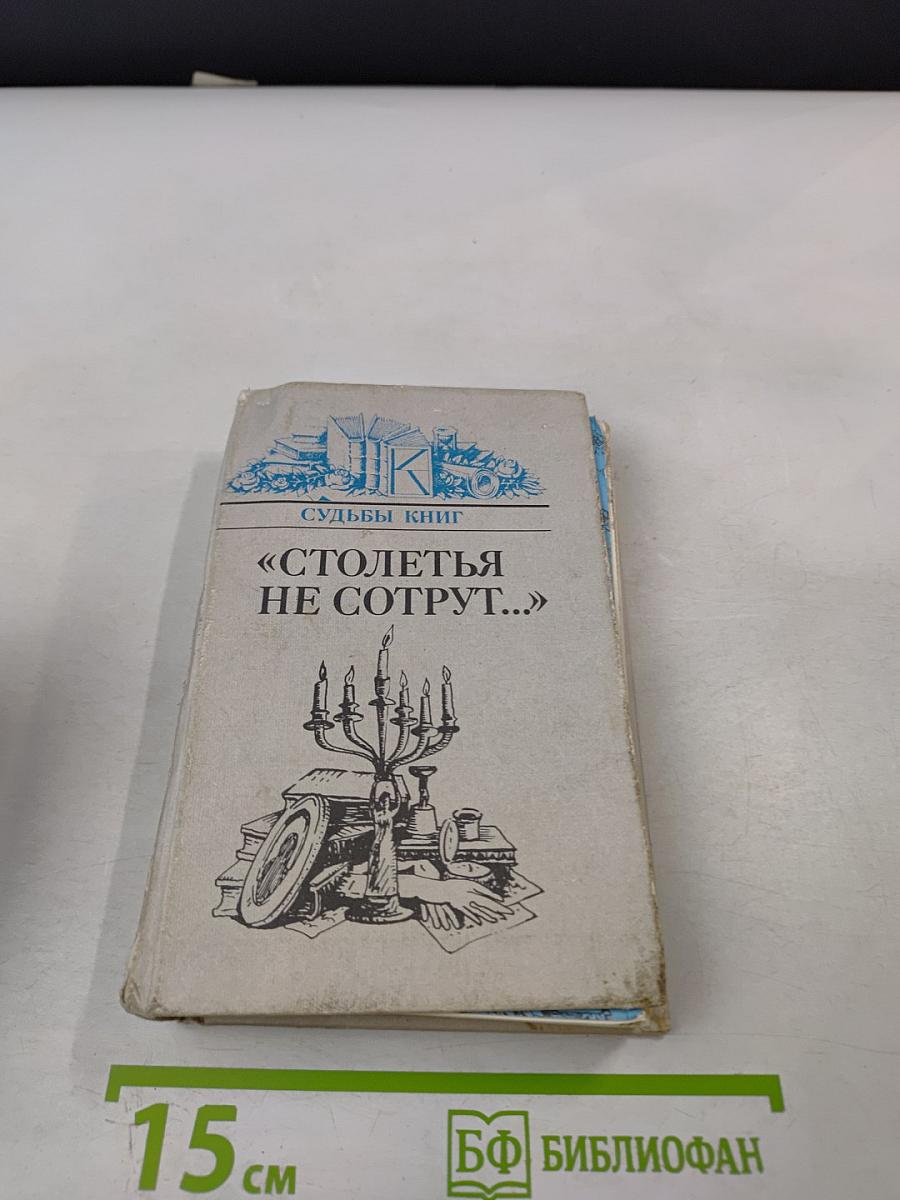 К
СУДЬБЫ КНИГ
«СТОЛЕТЬЯ
НЕ СОТРУТ...»
15 см
БФ БИБЛИОФАН